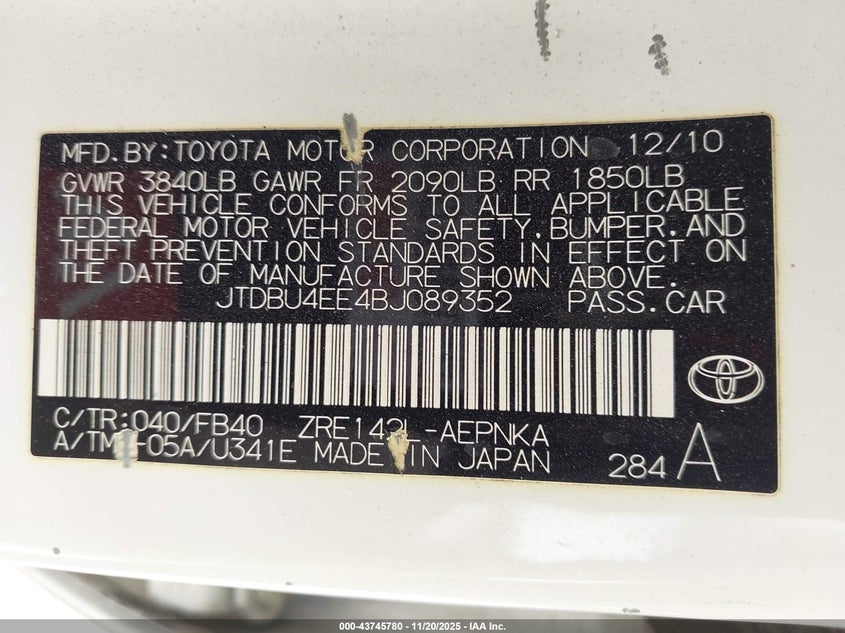 MFD.BY:TOYOTA MOTOR CORPORATION 12/10
GVWR 3840LB GAWR FR 2090LB RR 1850LB
THIS VEHICLE CONFORMS TO ALL APPLICABLE
FEDERAL MOTOR VEHICLE SAFETY,BUMPER,AND
THEFT PREVENTION STANDARDS IN EFFECT ON
THE DATE OF MANUFACTURE SHOWN ABOVE.
JTDBU4EE4BJ089352 PASS.CAR
C/TR:040/FB40 ZRE142L-AEPNKA
-05A/U341E MADE IN JAPAN
284 A
000-43745780 - 11/20/2025 - IAA Inc.